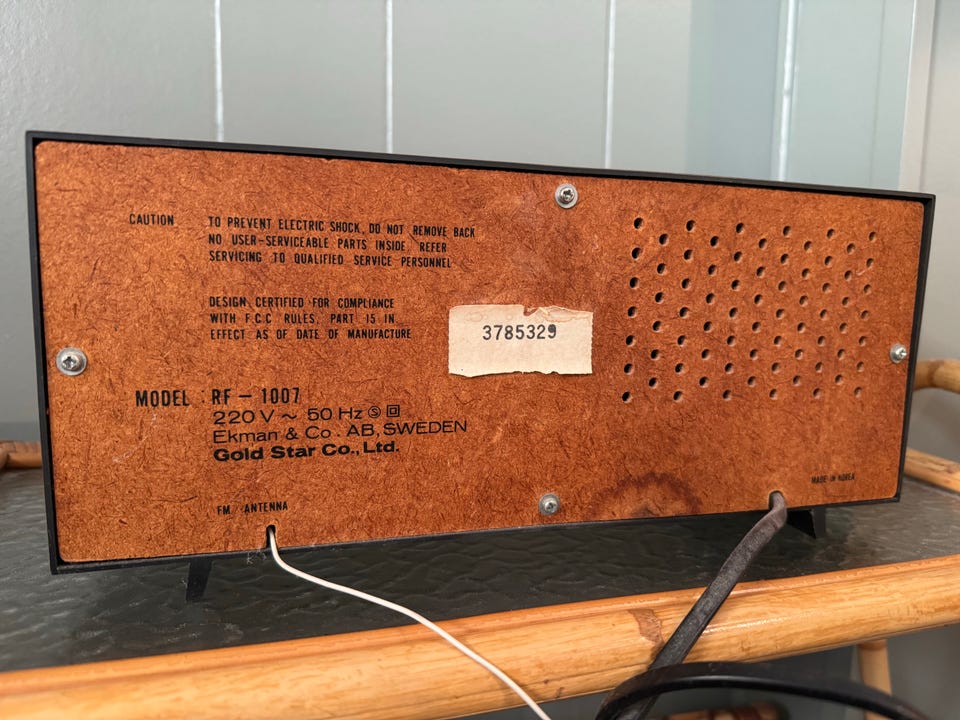 CAUTION TO PREVENT ELECTRIC SHOCK, DO NOT REMOVE BACK
NO USER-SERVICEABLE PARTS INSIDE, REFER
SERVICING TO QUALIFIED SERVICE PERSONNEL
DESIGN CERTIFIED FOR COMPLIANCE
WITH F.C.C RULES, PART 15 IN
EFFECT AS OF DATE OF MANUFACTURE
3785329
MODEL : RF - 1007
220 V ~ 50 Hz Ⓢ ⧈
Ekman & Co. AB, SWEDEN
Gold Star Co., Ltd.
FM ANTENNA
MADE IN KOREA